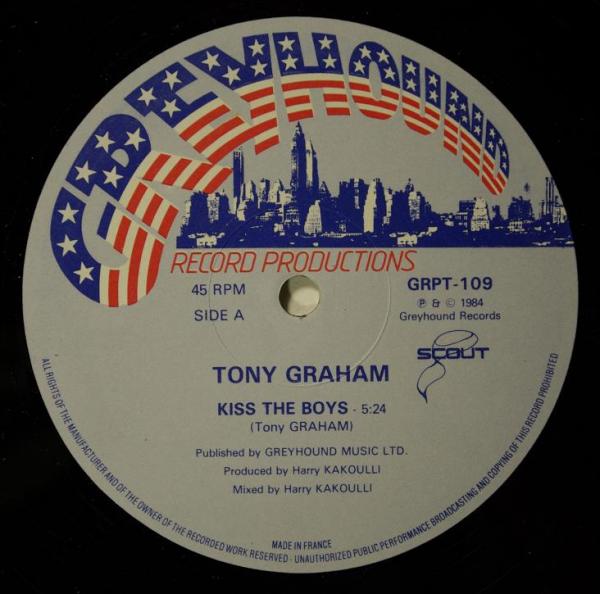 GREYHOUND
RECORD PRODUCTIONS
45 RPM
SIDE A
GRPT-109
℗ & © 1984
Greyhound Records
SCOUT
TONY GRAHAM
KISS THE BOYS - 5:24
(Tony GRAHAM)
Published by GREYHOUND MUSIC LTD.
Produced by Harry KAKOULLI
Mixed by Harry KAKOULLI
MADE IN FRANCE
ALL RIGHTS OF THE MANUFACTURER AND OF THE OWNER OF THE RECORDED WORK RESERVED - UNAUTHORIZED PUBLIC PERFORMANCE BROADCASTING AND COPYING OF THIS RECORD PROHIBITED